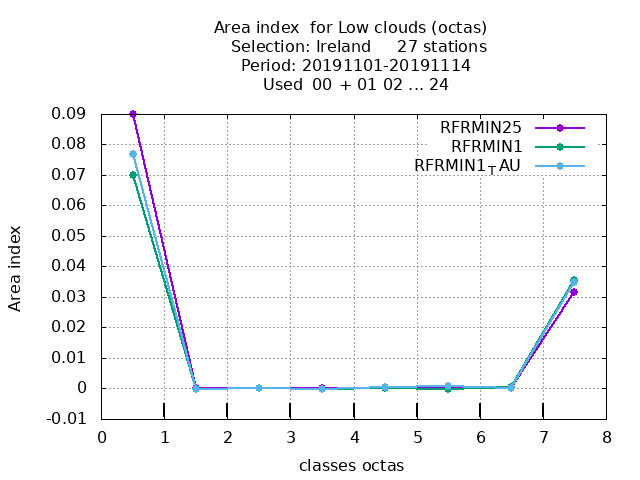 Area index  for Low clouds (octas)
Selection: Ireland     27 stations
Period: 20191101-20191114
Used  00 + 01 02 ... 24
RFRMIN25
RFRMIN1
RFRMIN1TAU
0.09
0.08
0.07
0.06
0.05
0.04
0.03
0.02
0.01
0
-0.01
Area index
0 1 2 3 4 5 6 7 8
classes octas